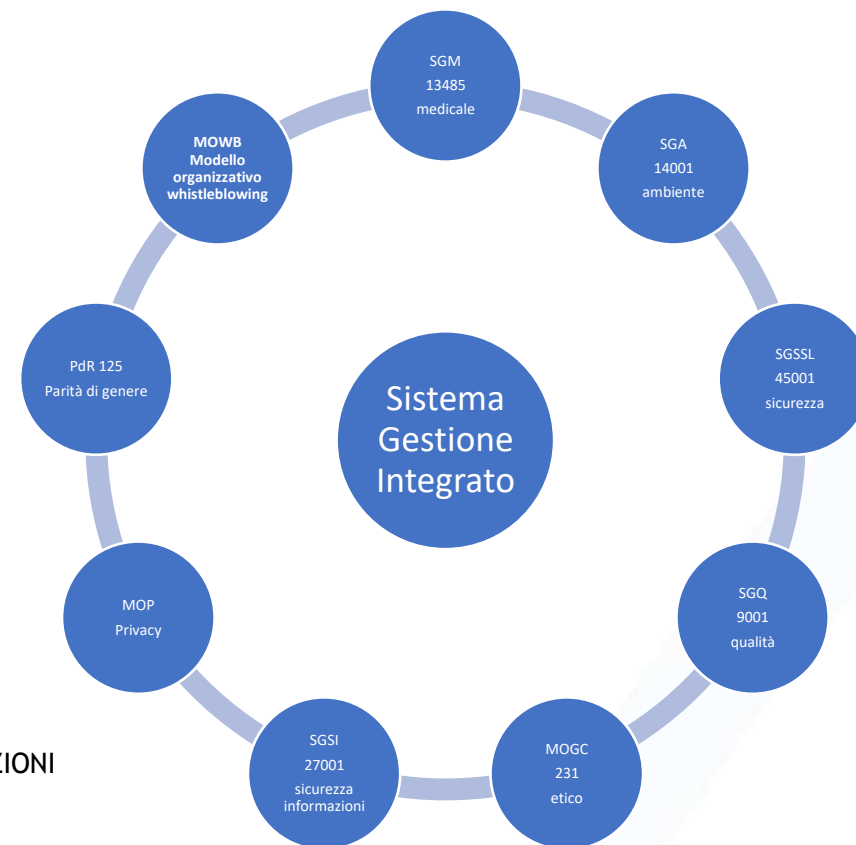 SGM
13485
medicale
SGA
14001
ambiente
SGSSL
45001
sicurezza
SGQ
9001
qualità
MOGC
231
etico
SGSI
27001
sicurezza
informazioni
MOP
Privacy
PdR 125
Parità di genere
MOWB
Modello
organizzativo
whistleblowing
Sistema
Gestione
Integrato
ZIONI